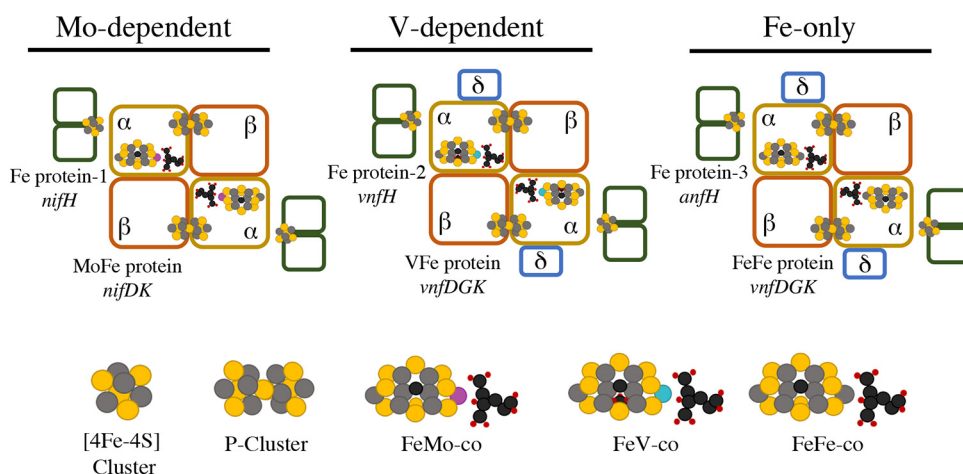 Mo-dependent
V-dependent
Fe-only
α
β
Fe protein-1
nifH
β
α
MoFe protein
nifDK
δ
α
β
Fe protein-2
vnfH
β
α
δ
VFe protein
vnfDGK
δ
α
β
Fe protein-3
anfH
β
α
δ
FeFe protein
vnfDGK
[4Fe-4S]
Cluster
P-Cluster
FeMo-co
FeV-co
FeFe-co